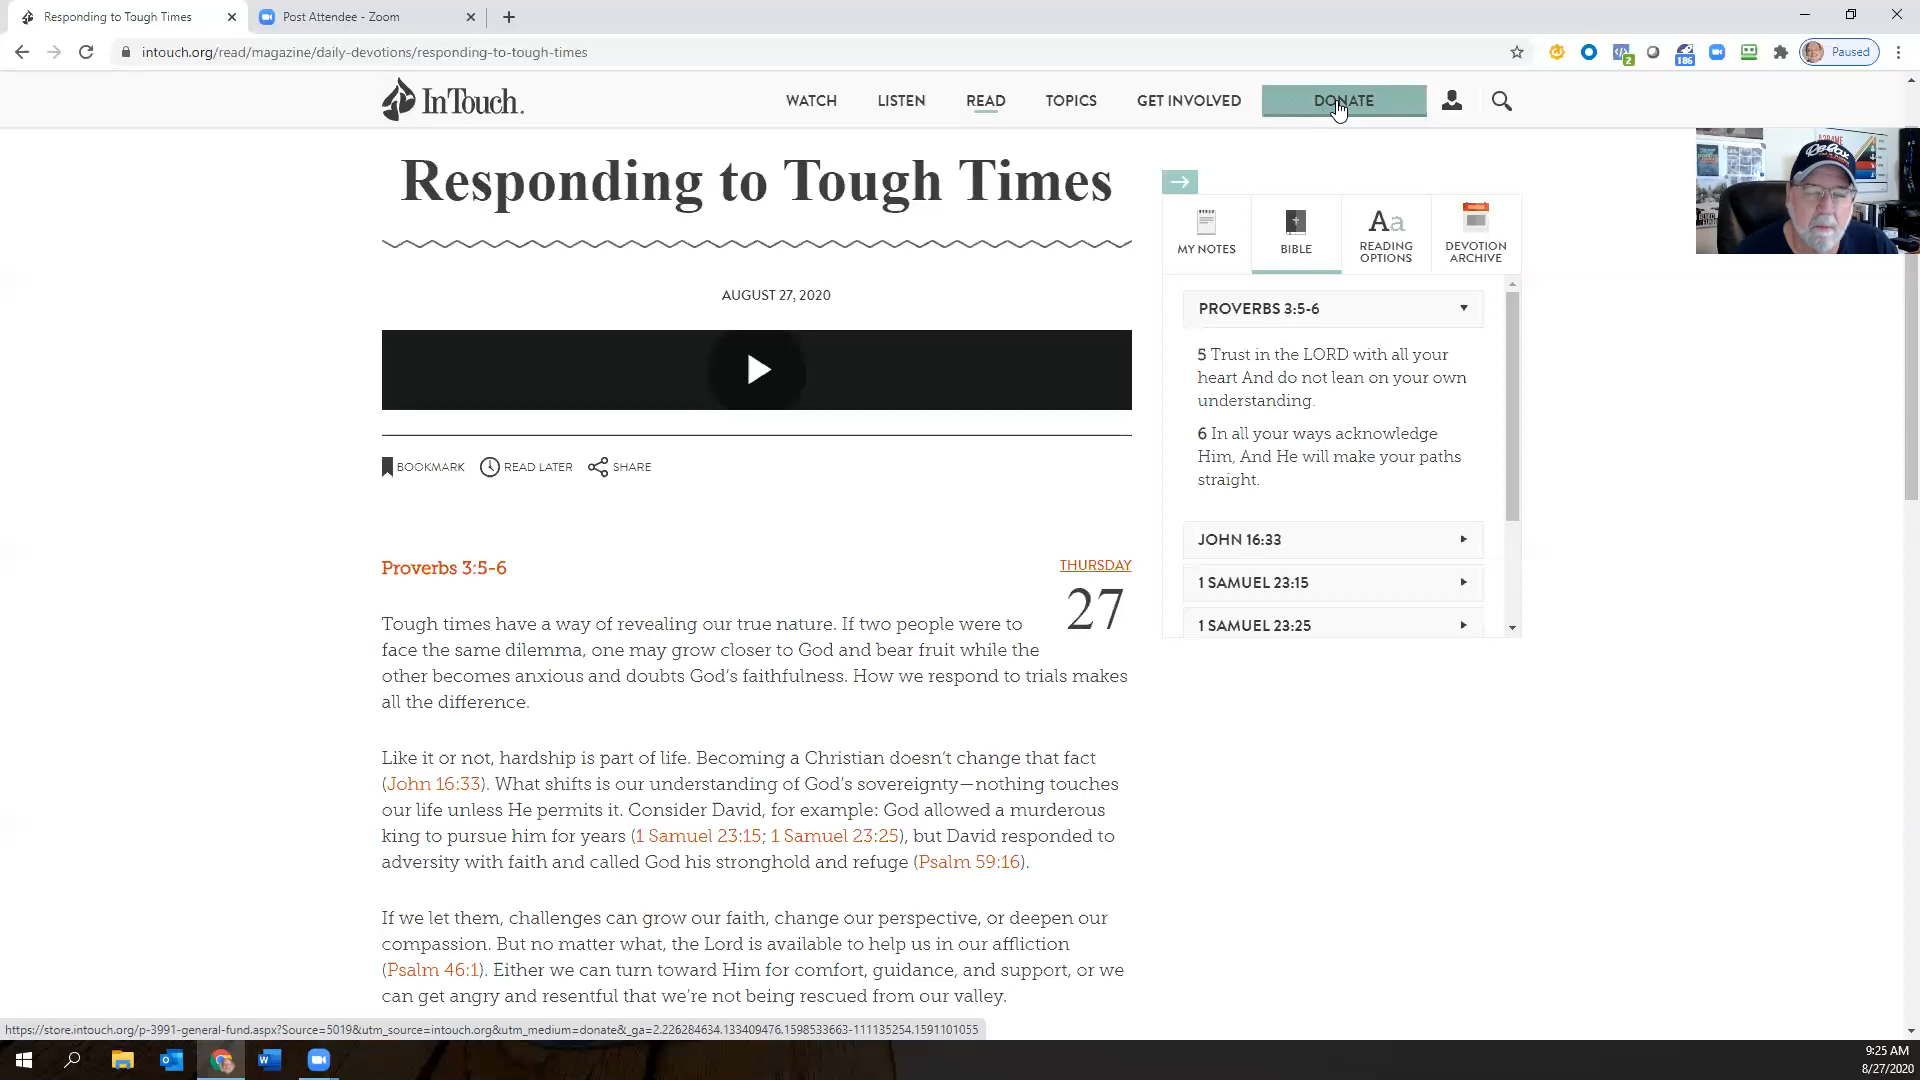 Responding to Tough Times
Post Attendee - Zoom
intouch.org/read/magazine/daily-devotions/responding-to-tough-times
2
186
Paused
InTouch.
WATCH LISTEN READ TOPICS GET INVOLVED DONATE
Responding to Tough Times
AUGUST 27, 2020
BOOKMARK READ LATER SHARE
Proverbs 3:5-6
THURSDAY
27
Tough times have a way of revealing our true nature. If two people were to
face the same dilemma, one may grow closer to God and bear fruit while the
other becomes anxious and doubts God's faithfulness. How we respond to trials makes
all the difference.
Like it or not, hardship is part of life. Becoming a Christian doesn't change that fact
(John 16:33). What shifts is our understanding of God's sovereignty—nothing touches
our life unless He permits it. Consider David, for example: God allowed a murderous
king to pursue him for years (1 Samuel 23:15; 1 Samuel 23:25), but David responded to
adversity with faith and called God his stronghold and refuge (Psalm 59:16).
If we let them, challenges can grow our faith, change our perspective, or deepen our
compassion. But no matter what, the Lord is available to help us in our affliction
(Psalm 46:1). Either we can turn toward Him for comfort, guidance, and support, or we
can get angry and resentful that we're not being rescued from our valley.
MY NOTES
BIBLE
Aa
READING
OPTIONS
DEVOTION
ARCHIVE
PROVERBS 3:5-6
5 Trust in the LORD with all your
heart And do not lean on your own
understanding.
6 In all your ways acknowledge
Him, And He will make your paths
straight.
JOHN 16:33
1 SAMUEL 23:15
1 SAMUEL 23:25
https://store.intouch.org/p-3991-general-fund.aspx?Source=5019&utm_source=intouch.org&utm_medium=donate&_ga=2.226284634.133409476.1598533663-111135254.1591101055
9:25 AM
8/27/2020